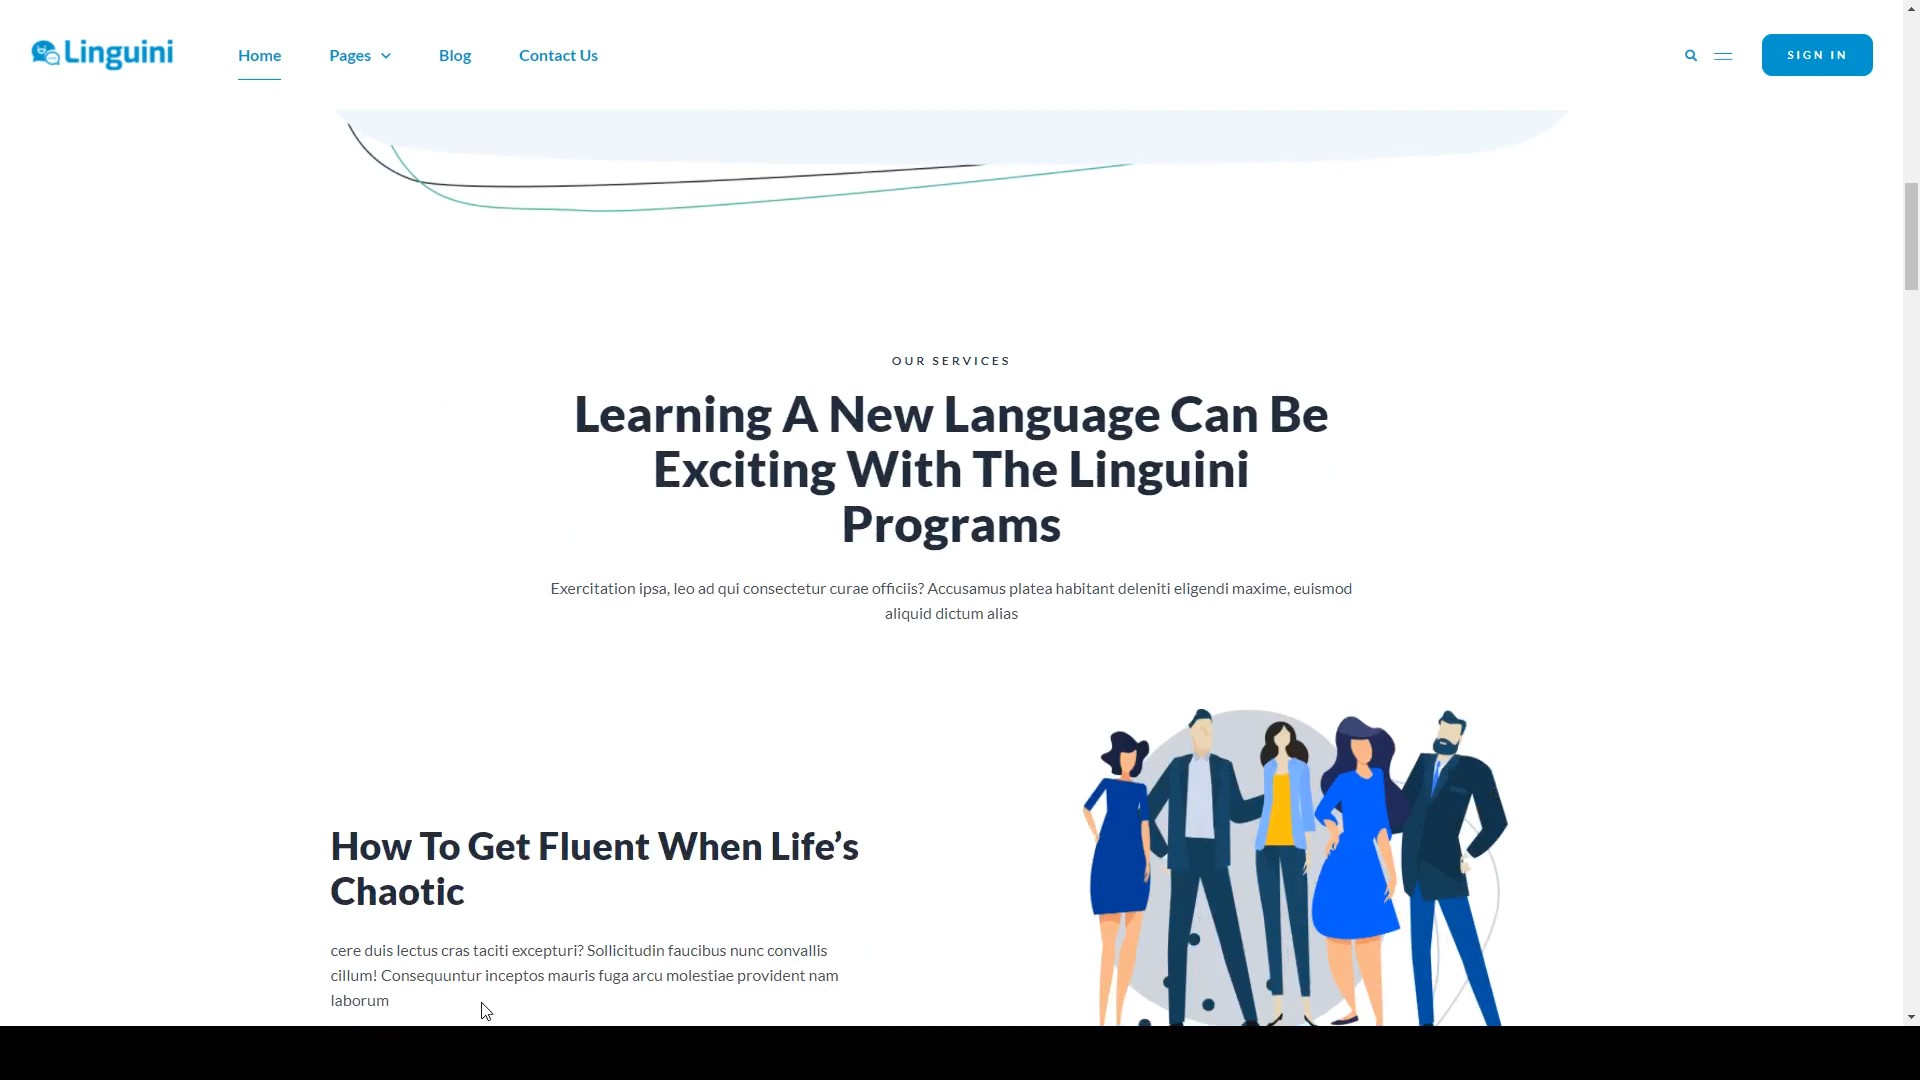 Linguini
Home
Pages
Blog
Contact Us
SIGN IN
OUR SERVICES
Learning A New Language Can Be
Exciting With The Linguini
Programs
Exercitation ipsa, leo ad qui consectetur curae officiis? Accusamus platea habitant deleniti eligendi maxime, euismod
aliquid dictum alias
How To Get Fluent When Life’s
Chaotic
cere duis lectus cras taciti excepturi? Sollicitudin faucibus nunc convallis
cillum! Consequuntur inceptos mauris fuga arcu molestiae provident nam
laborum